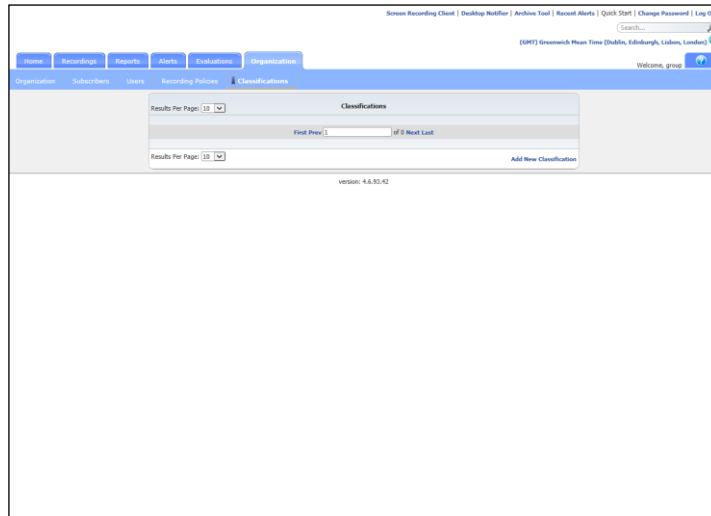 Screen Recording Client | Desktop Notifier | Archive Tool | Recent Alerts | Quick Start | Change Password | Log
Search...
(GMT) Greenwich Mean Time (Dublin, Edinburgh, Lisbon, London)
Home Recordings Reports Alerts Evaluations Organization
Welcome, group
Organization Subscribers Users Recording Policies Classifications
Results Per Page: 10 Classifications
First Prev 1 of 0 Next Last
Results Per Page: 10 Add New Classification
version: 4.6.93.42